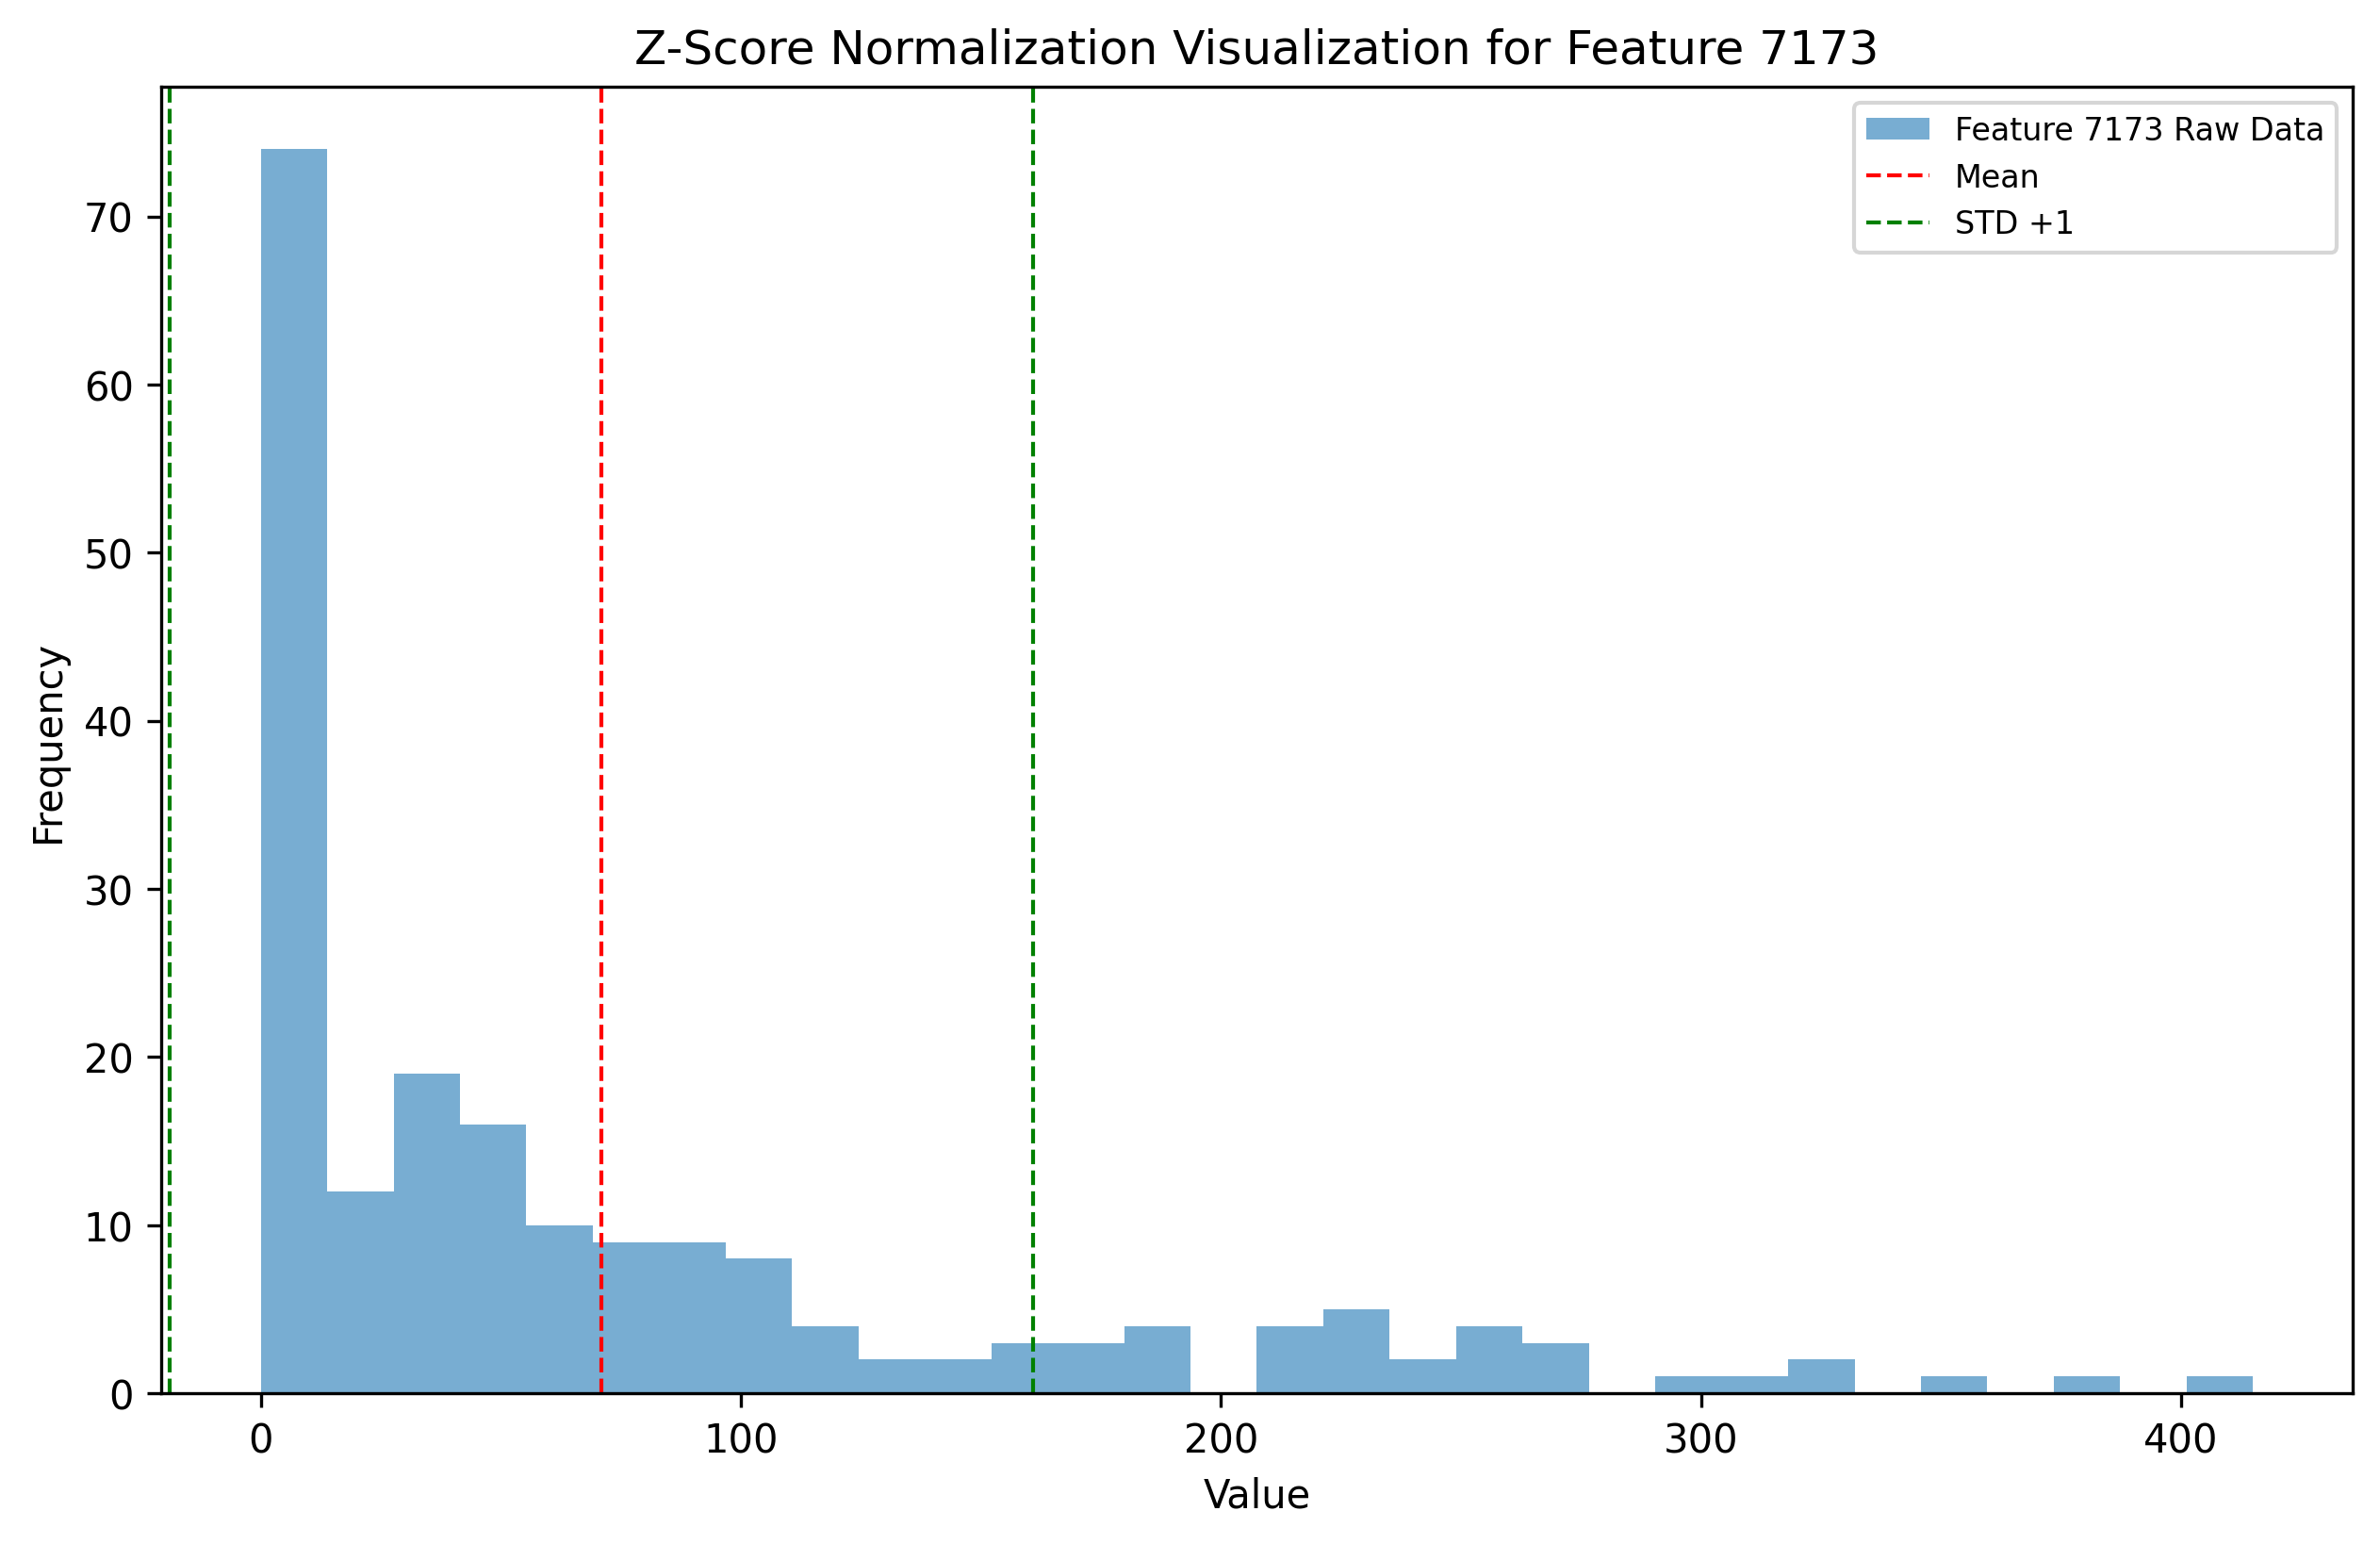 Z-Score Normalization Visualization for Feature 7173
Feature 7173 Raw Data
Mean
STD +1
70
60
50
40
30
20
10
0
Frequency
0 100 200 300 400
Value